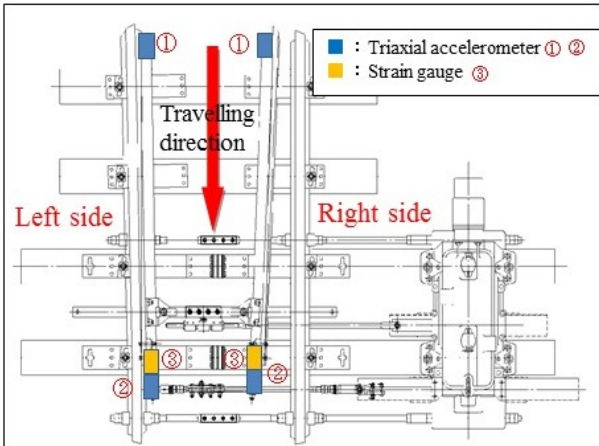 ① ①
: Triaxial accelerometer ① ②
: Strain gauge ③
Travelling
direction
Left side
Right side
③ ③
② ②